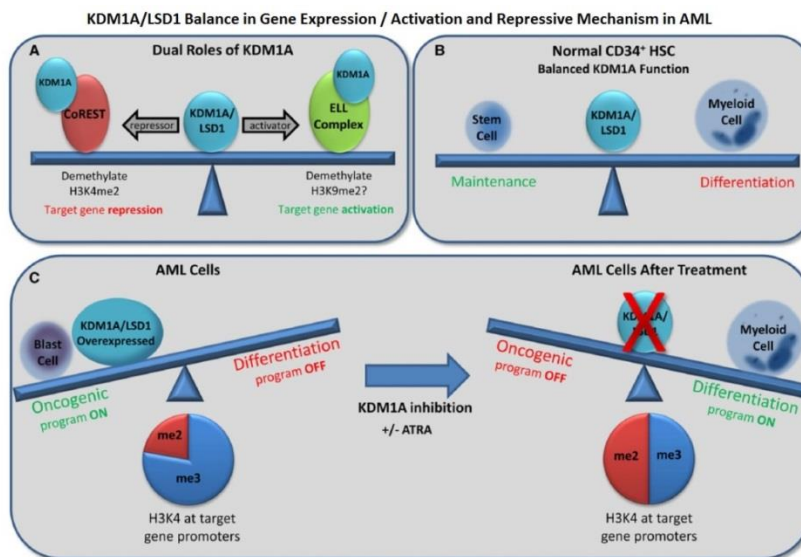 KDM1A/LSD1 Balance in Gene Expression / Activation and Repressive Mechanism in AML
A
Dual Roles of KDM1A
KDM1A
CoREST
repressor
KDM1A/
LSD1
activator
KDM1A
ELL
Complex
Demethylate
H3K4me2
Target gene repression
Demethylate
H3K9me2?
Target gene activation
B
Normal CD34⁺ HSC
Balanced KDM1A Function
Stem
Cell
KDM1A/
LSD1
Myeloid
Cell
Maintenance
Differentiation
C
AML Cells
Blast
Cell
KDM1A/LSD1
Overexpressed
Oncogenic
program ON
Differentiation
program OFF
me2
me3
H3K4 at target
gene promoters
KDM1A inhibition
+/- ATRA
AML Cells After Treatment
KDM1A/
LSD1
Myeloid
Cell
Oncogenic
program OFF
Differentiation
program ON
me2
me3
H3K4 at target
gene promoters